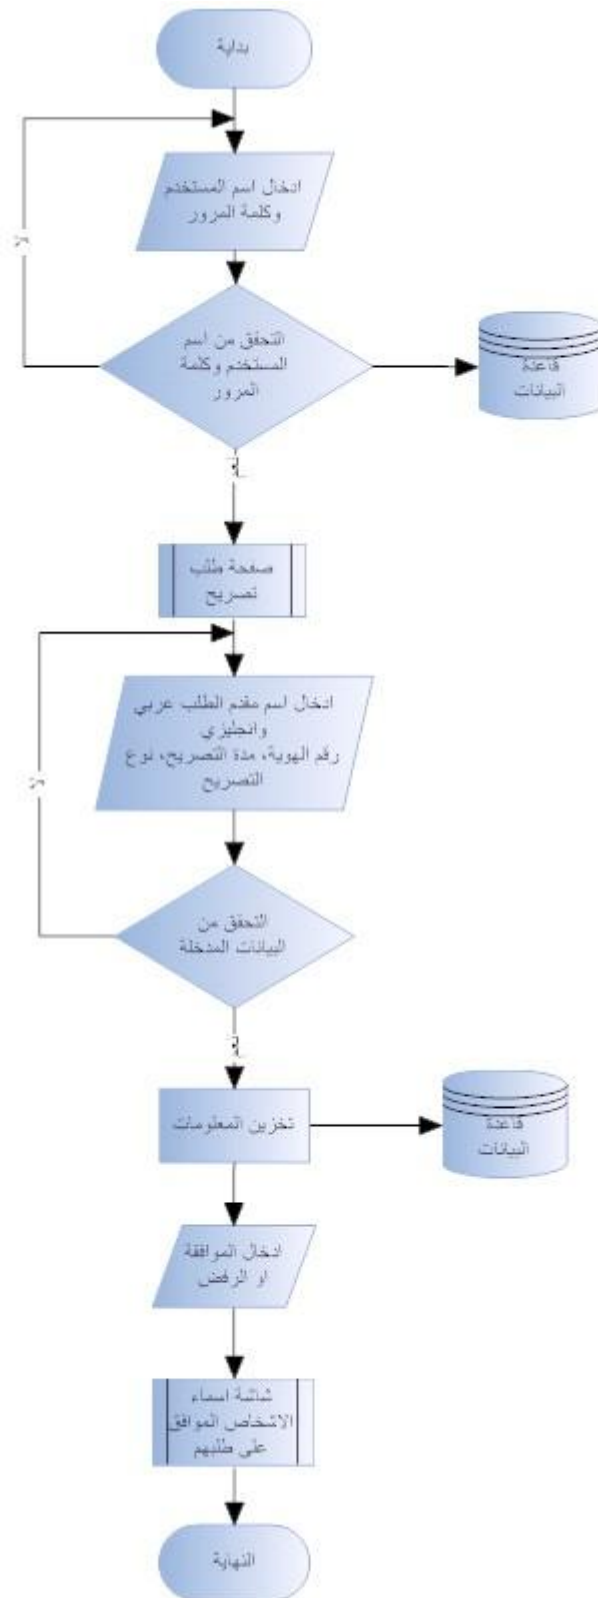 بداية
ادخال اسم المستخدم
وكلمة المرور
لا
التحقق من اسم
المستخدم وكلمة
المرور
قاعدة
البيانات
نعم
صفحة طلب
تصريح
ادخال اسم مقدم الطلب عربي
وانجليزي
رقم الهوية، مدة التصريح، نوع
التصريح
لا
التحقق من
البيانات المدخلة
نعم
تخزين المعلومات
قاعدة
البيانات
ادخال الموافقة
او الرفض
شاشة اسماء
الاشخاص الموافق
على طلبهم
النهاية